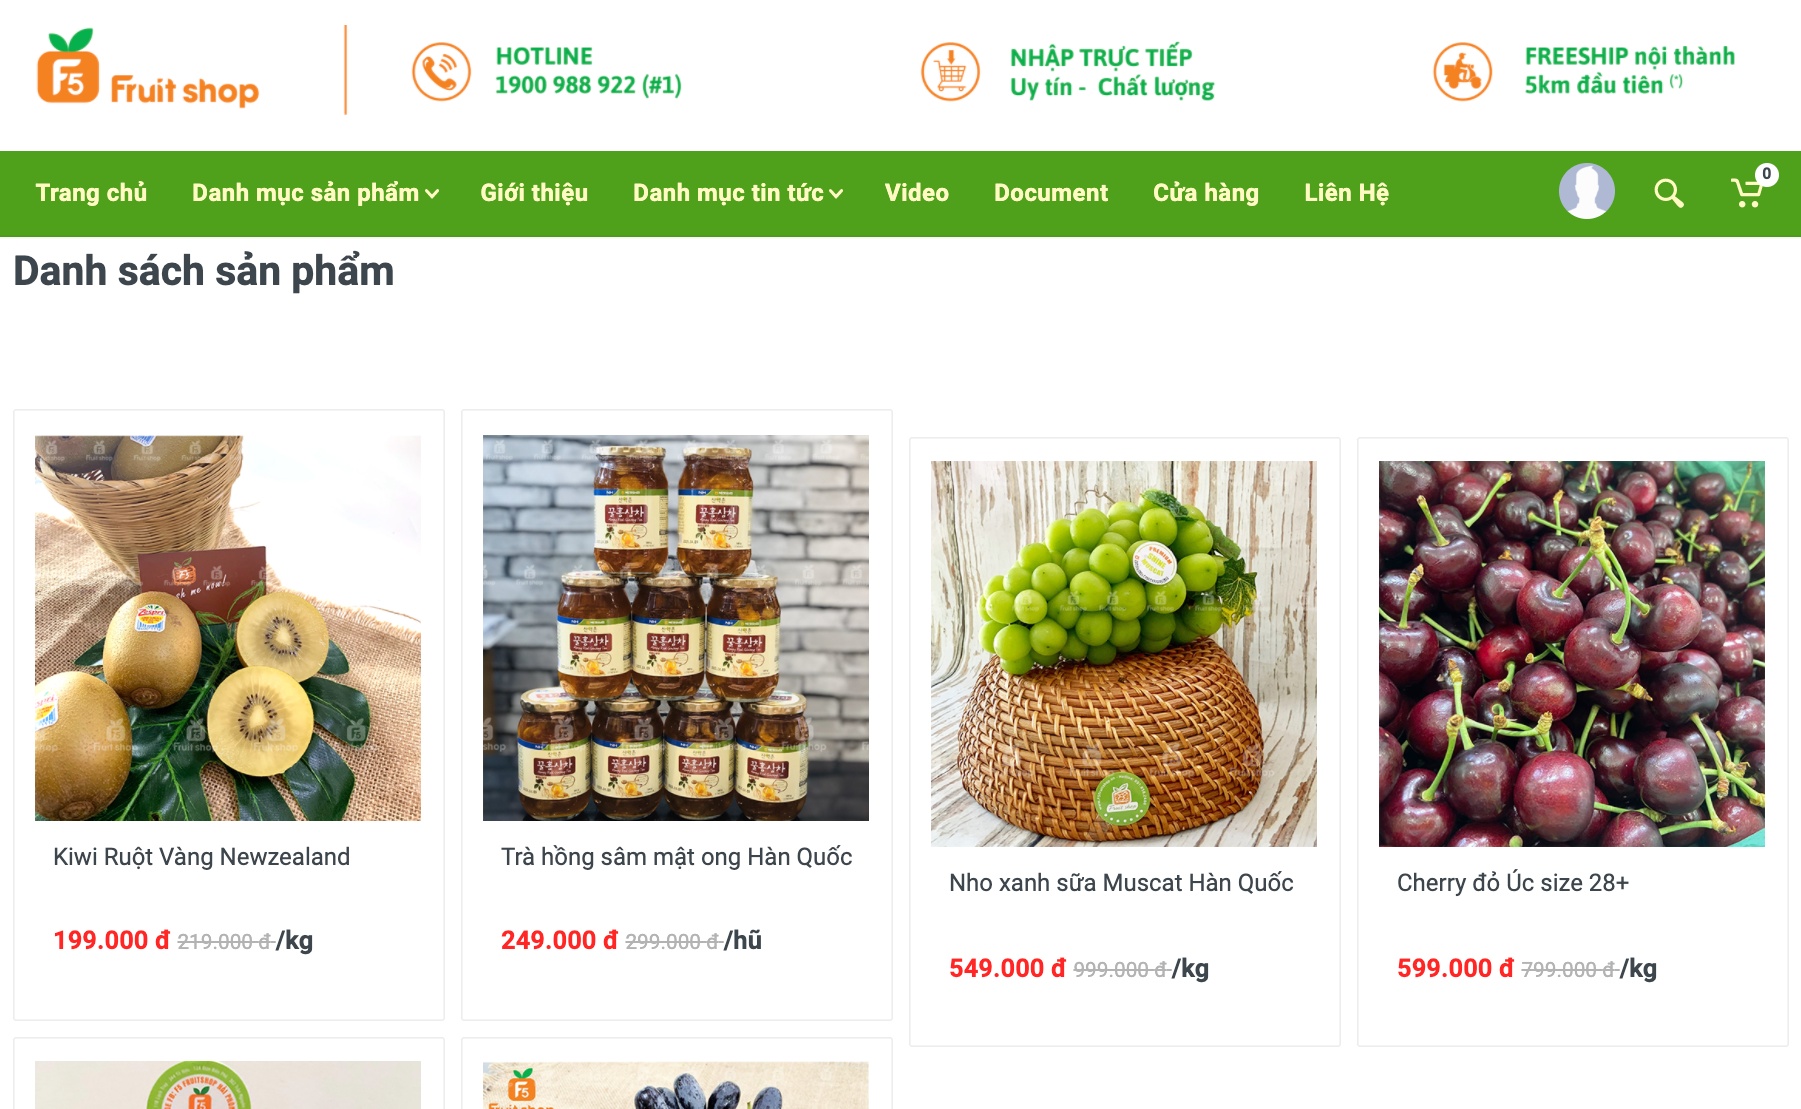 F5 Fruit shop
HOTLINE
1900 988 922 (#1)
NHẬP TRỰC TIẾP
Uy tín - Chất lượng
FREESHIP nội thành
5km đầu tiên (*)
Trang chủ
Danh mục sản phẩm
Giới thiệu
Danh mục tin tức
Video
Document
Cửa hàng
Liên Hệ
0
Danh sách sản phẩm
Kiwi Ruột Vàng Newzealand
199.000 đ 219.000 đ /kg
Trà hồng sâm mật ong Hàn Quốc
249.000 đ 299.000 đ /hũ
Nho xanh sữa Muscat Hàn Quốc
549.000 đ 999.000 đ /kg
Cherry đỏ Úc size 28+
599.000 đ 799.000 đ /kg
F5
Fruit shop